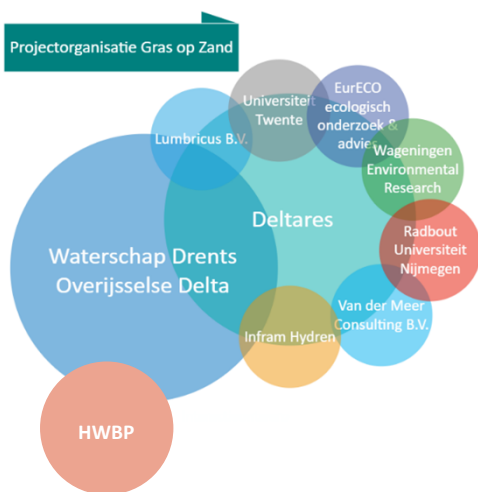 Projectorganisatie Gras op Zand
Universiteit
Twente
EurECO
ecologisch
onderzoek &
advies
Lumbricus B.V.
Wageningen
Environmental
Research
Deltares
Radbout
Universiteit
Nijmegen
Waterschap Drents
Overijsselse Delta
Van der Meer
Consulting B.V.
Infram Hydren
HWBP